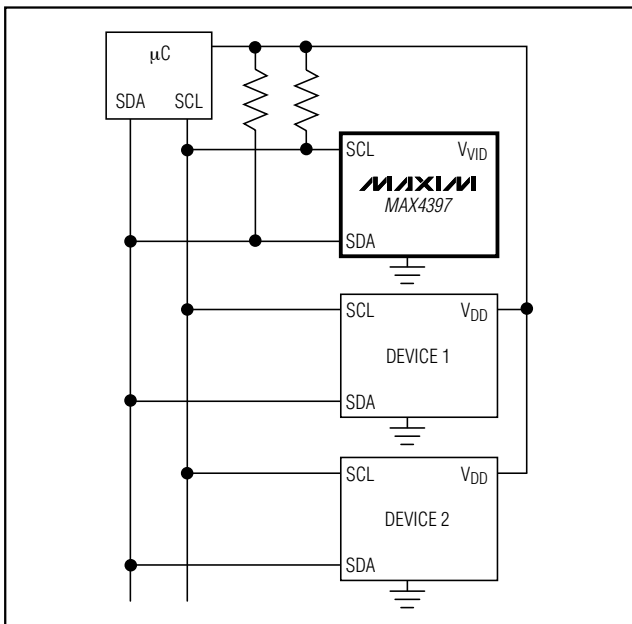 μC
SDA SCL
SCL V_VID
MAXIM
MAX4397
SDA
SCL V_DD
DEVICE 1
SDA
SCL V_DD
DEVICE 2
SDA